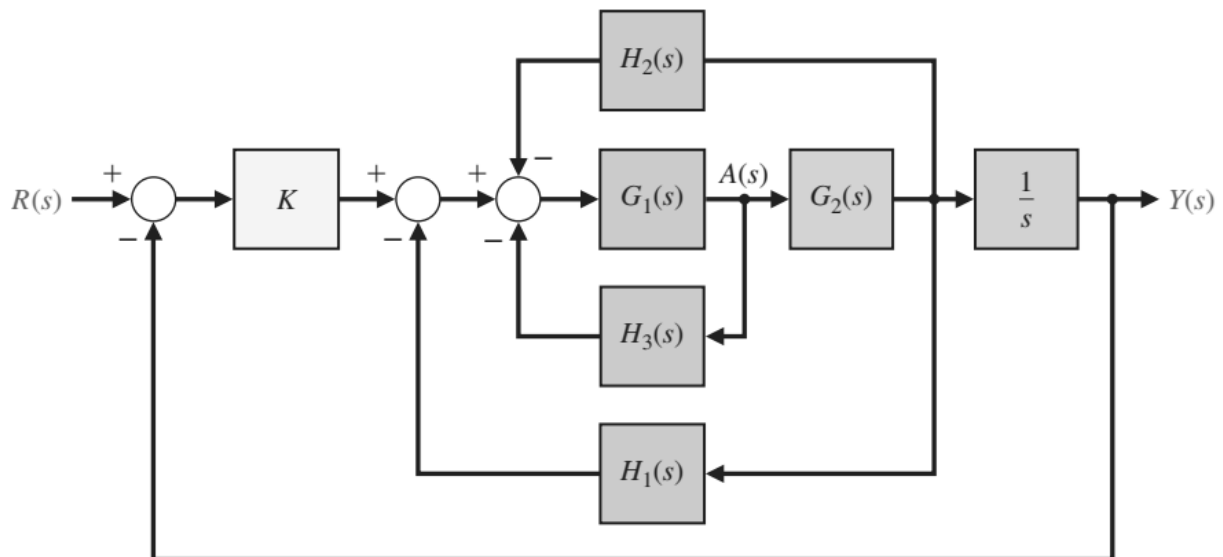 H₂(s)
−
+
R(s)
−
K
+
−
+
−
G₁(s)
A(s)
G₂(s)
1
s
Y(s)
H₃(s)
H₁(s)